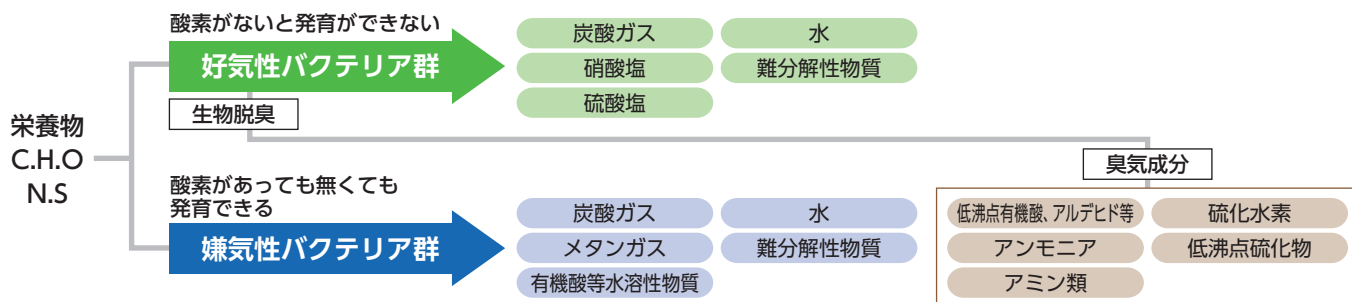 栄養物
C.H.O
N.S
酸素がないと発育ができない
好気性バクテリア群
生物脱臭
炭酸ガス
水
硝酸塩
難分解性物質
硫酸塩
酸素があっても無くても
発育できる
嫌気性バクテリア群
炭酸ガス
水
メタンガス
難分解性物質
有機酸等水溶性物質
臭気成分
低沸点有機酸、アルデヒド等
硫化水素
アンモニア
低沸点硫化物
アミン類